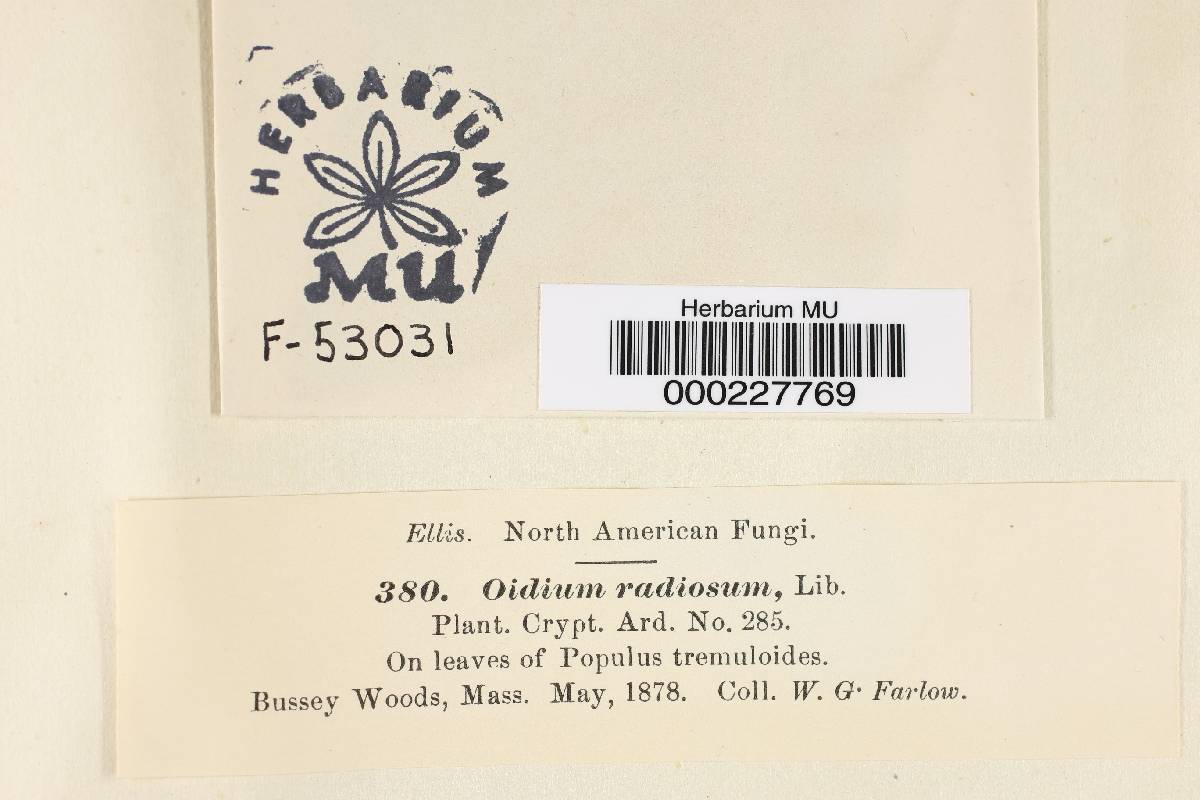 HERBARIUM
MU
F-53031
Herbarium MU
000227769
Ellis. North American Fungi.
380. Oidium radiosum, Lib.
Plant. Crypt. Ard. No. 285.
On leaves of Populus tremuloides.
Bussey Woods, Mass. May, 1878. Coll. W. G. Farlow.